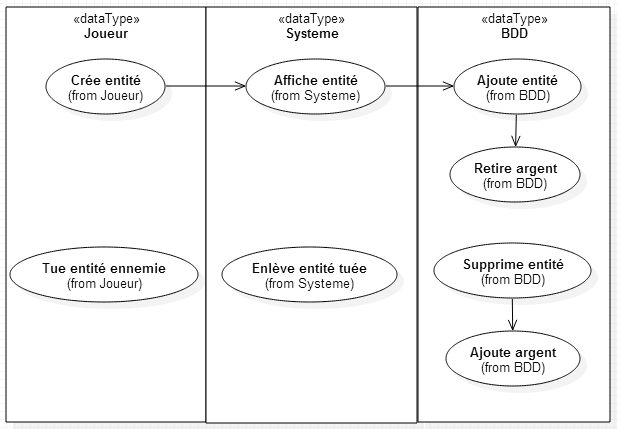 «dataType»
Joueur
«dataType»
Systeme
«dataType»
BDD
Crée entité
(from Joueur)
Affiche entité
(from Systeme)
Ajoute entité
(from BDD)
Retire argent
(from BDD)
Tue entité ennemie
(from Joueur)
Enlève entité tuée
(from Systeme)
Supprime entité
(from BDD)
Ajoute argent
(from BDD)